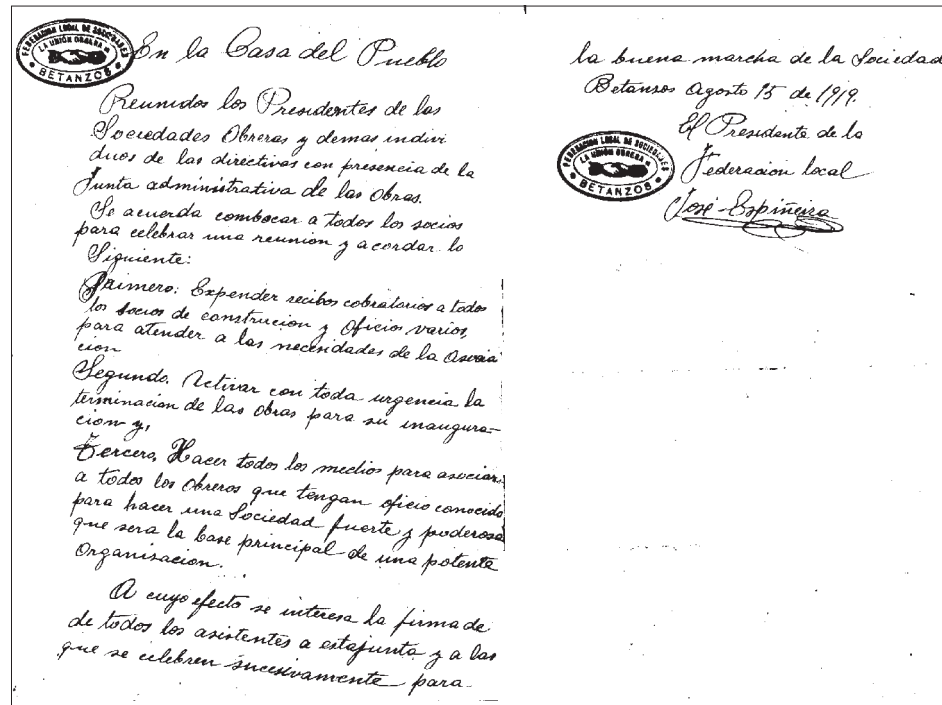 FEDERACION LOCAL DE SOCIEDADES
LA UNIÓN OBRERA
BETANZOS
En la Casa del Pueblo
Reunidos los Presidentes de las
Sociedades Obreras y demas indivi
duos de las directivas con presencia de la
Junta administrativa de las Obras.
Se acuerda combocar a todos los socios
para celebrar una reunion y acordar lo
Siguiente:
Primero: Expender recibos cobratorios a todos
los socios de construcion y Oficios varios,
para atender a las necesidades de la Asocia
cion
Segundo. Activar con toda urgencia la
terminacion de las obras para su inaugura-
cion y,
Tercero, Hacer todos los medios para asociar
a todos los Obreros que tengan oficio conocido
para hacer una Sociedad fuerte y poderosa
que sera la base principal de una potente
Organisacion.
A cuyo efecto se interesa la firma de
de todos los asistentes a esta junta y a las
que se celebren sucesivamente para
la buena marcha de la Sociedad
Betanzos Agosto 15 de 1919.
El Presidente de la
Federacion local
José Espiñeira
FEDERACION LOCAL DE SOCIEDADES
LA UNIÓN OBRERA
BETANZOS